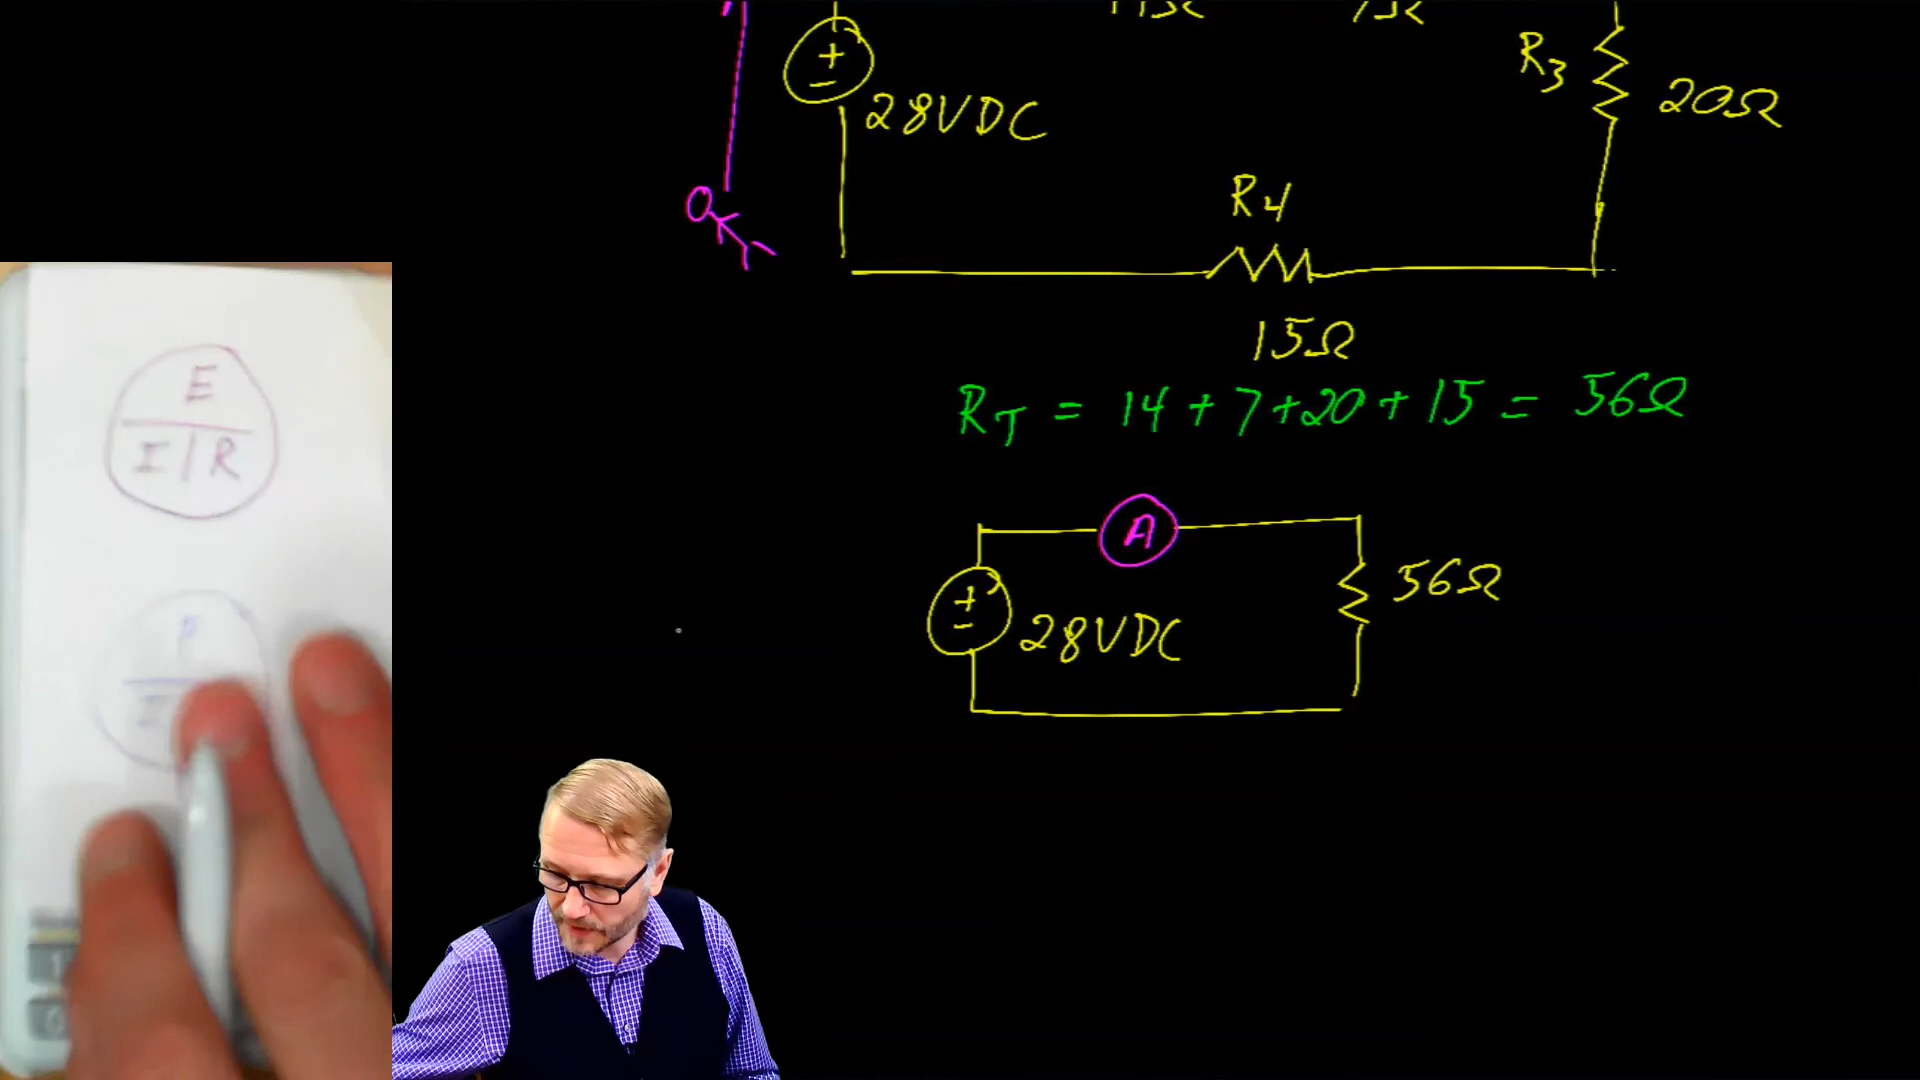 R3
20Ω
+
-
28VDC
R4
15Ω
RT = 14 + 7 + 20 + 15 = 56Ω
E
I | R
A
56Ω
+
-
28VDC